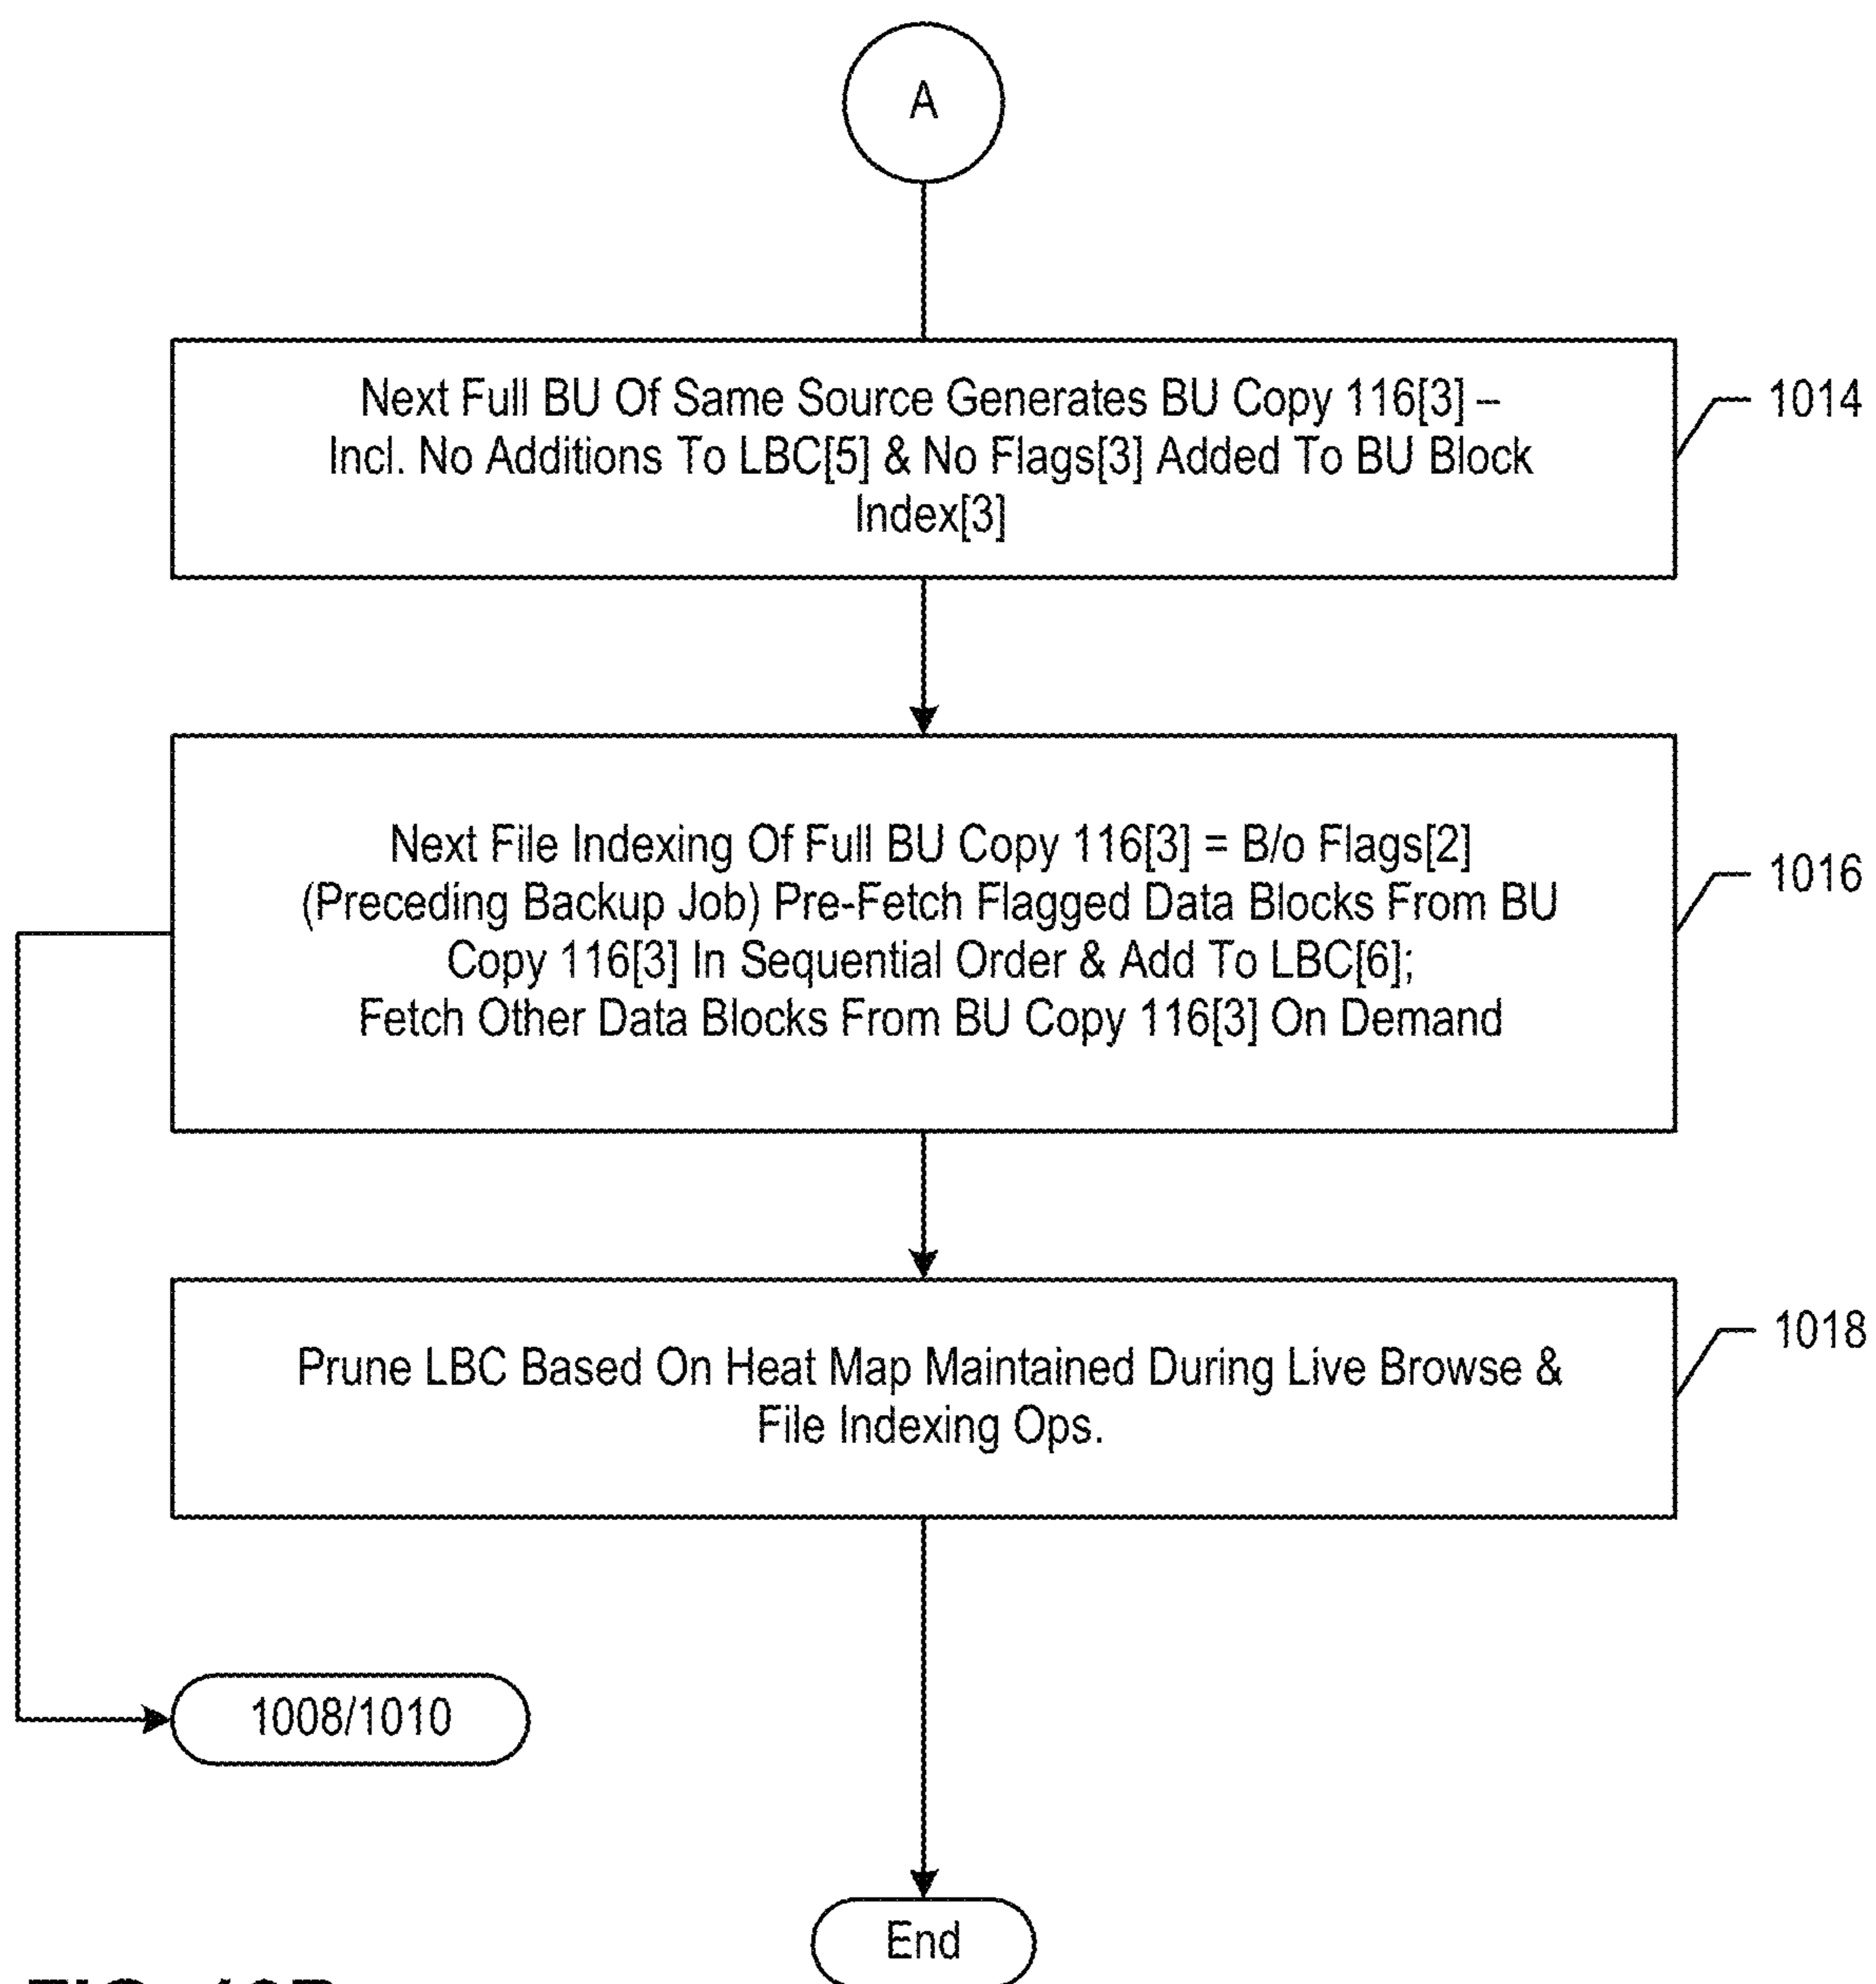 A
Next Full BU Of Same Source Generates BU Copy 116[3] –
Incl. No Additions To LBC[5] & No Flags[3] Added To BU Block
Index[3]
1014
Next File Indexing Of Full BU Copy 116[3] = B/o Flags[2]
(Preceding Backup Job) Pre-Fetch Flagged Data Blocks From BU
Copy 116[3] In Sequential Order & Add To LBC[6];
Fetch Other Data Blocks From BU Copy 116[3] On Demand
1016
Prune LBC Based On Heat Map Maintained During Live Browse &
File Indexing Ops.
1018
1008/1010
End